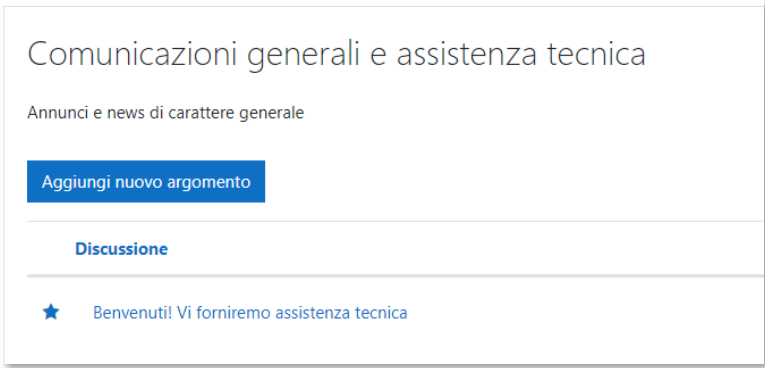 Comunicazioni generali e assistenza tecnica
Annunci e news di carattere generale
Aggiungi nuovo argomento
Discussione
Benvenuti! Vi forniremo assistenza tecnica